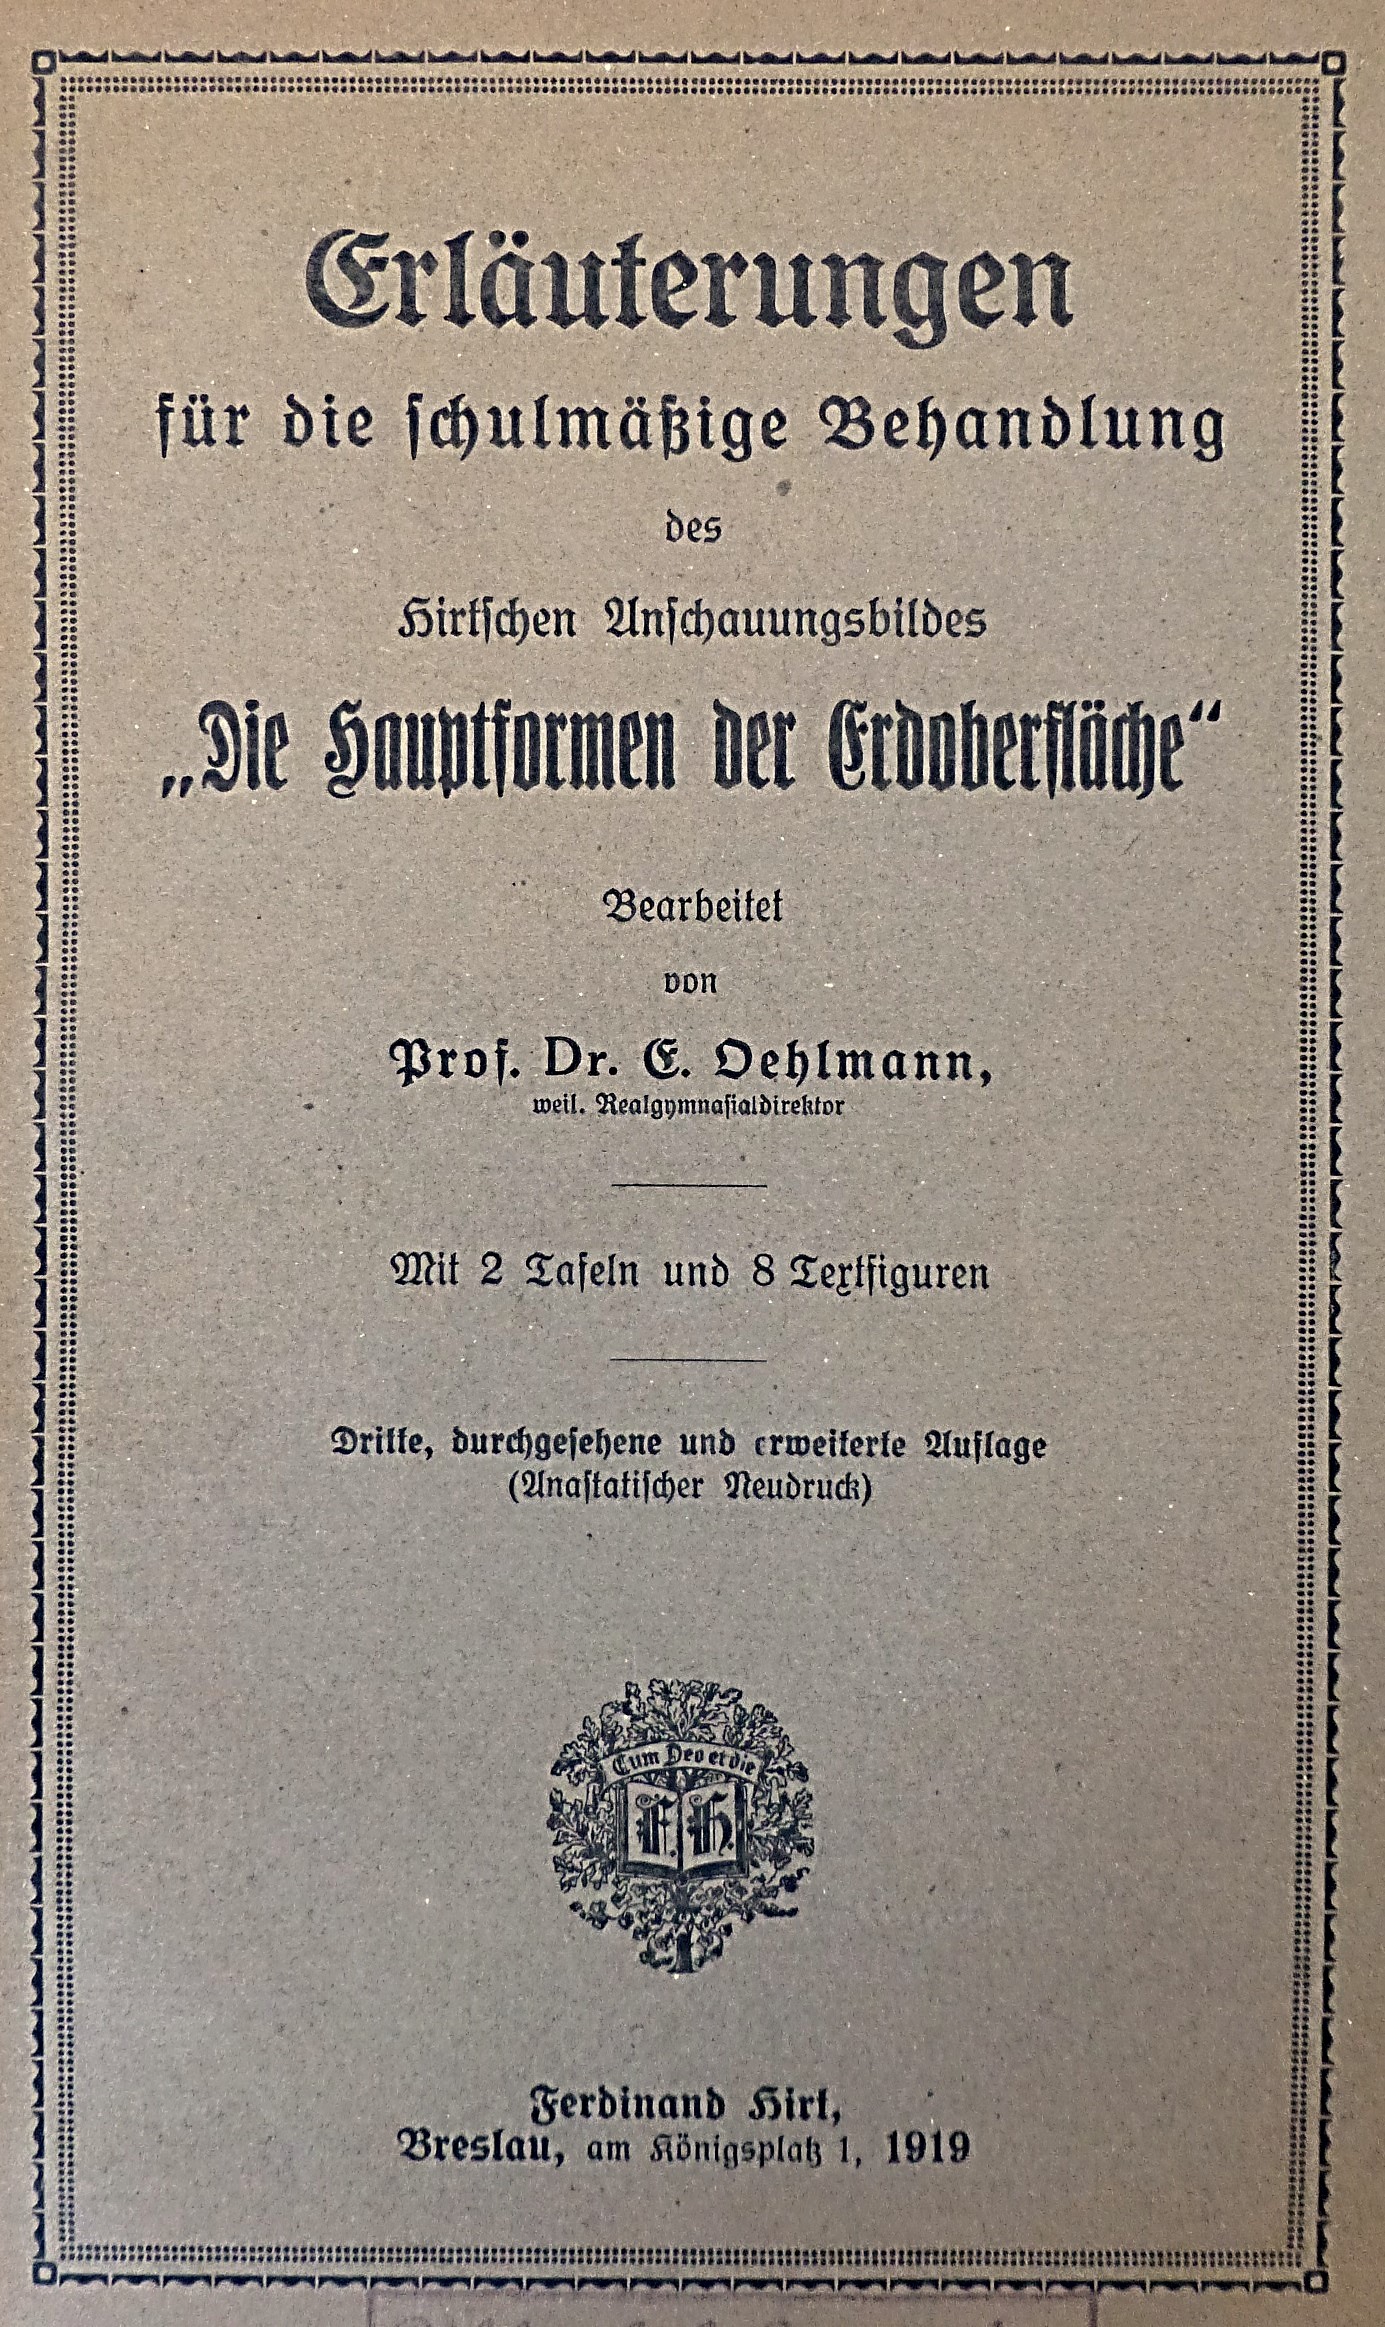 Erläuterungen
für die schulmäßige Behandlung
des
Hirtschen Anschauungsbildes
„Die Hauptformen der Erdoberfläche“
Bearbeitet
von
Prof. Dr. E. Oehlmann,
weil. Realgymnasialdirektor
Mit 2 Tafeln und 8 Textfiguren
Dritte, durchgesehene und erweiterte Auflage
(Anastatischer Neudruck)
Cum Deo et die
F. H.
Ferdinand Hirt,
Breslau, am Königsplatz 1, 1919